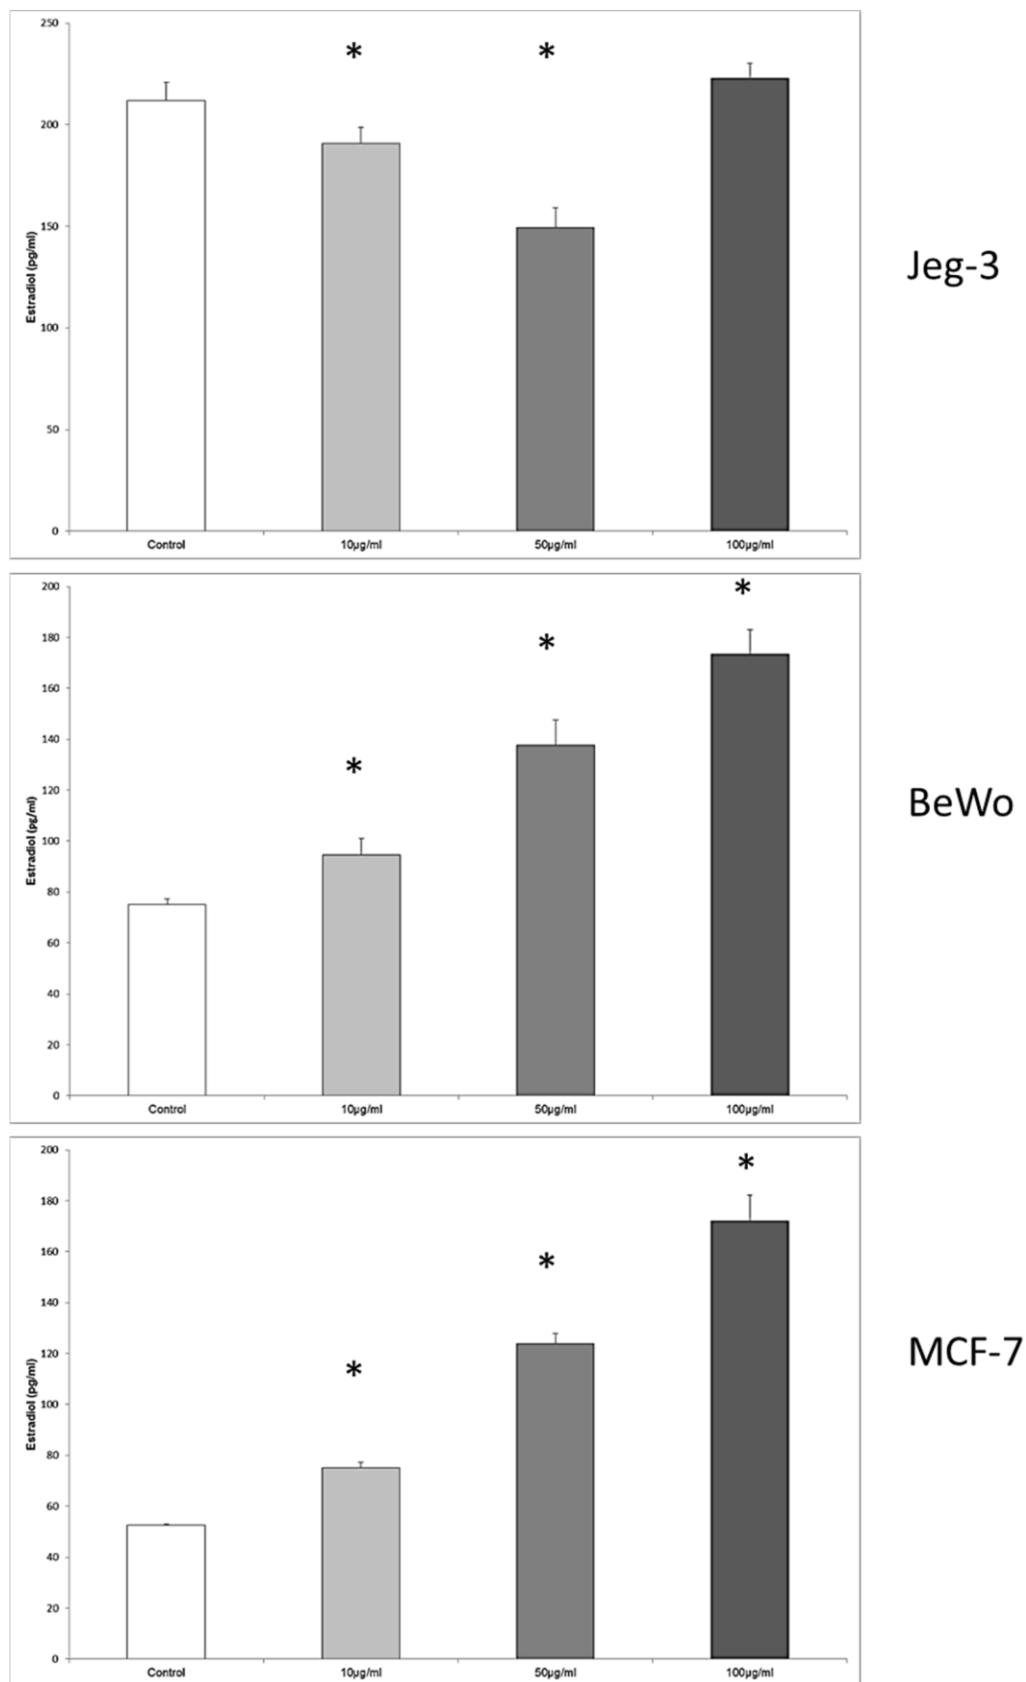 250
*
*
200
150
Estradiol (pg/ml)
Jeg-3
100
50
0
Control
10µg/ml
50µg/ml
100µg/ml
200
*
180
*
160
140
*
120
Estradiol (pg/ml)
BeWo
100
80
60
40
20
0
Control
10µg/ml
50µg/ml
100µg/ml
200
*
180
160
*
140
120
MCF-7
*
Estradiol (pg/ml)
100
80
60
40
20
0
Control
10µg/ml
50µg/ml
100µg/ml